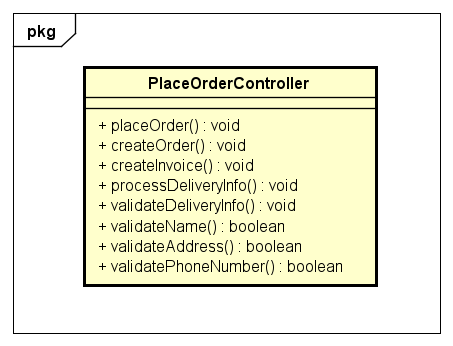 pkg
PlaceOrderController
+ placeOrder() : void
+ createOrder() : void
+ createInvoice() : void
+ processDeliveryInfo() : void
+ validateDeliveryInfo() : void
+ validateName() : boolean
+ validateAddress() : boolean
+ validatePhoneNumber() : boolean